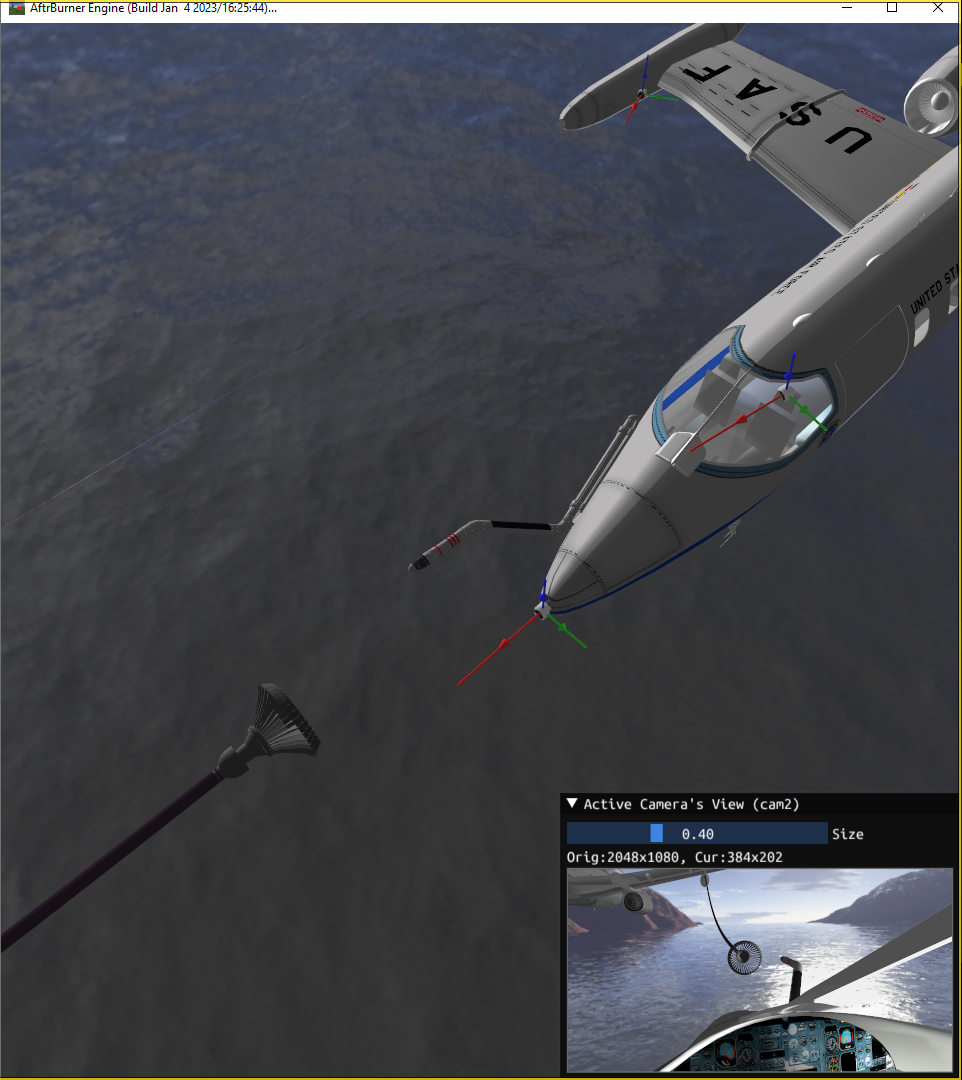 AftrBurner Engine (Build Jan  4 2023/16:25:44)...
USAF
UNITED STA
Active Camera's View (cam2)
0.40
Size
Orig:2048x1080, Cur:384x202